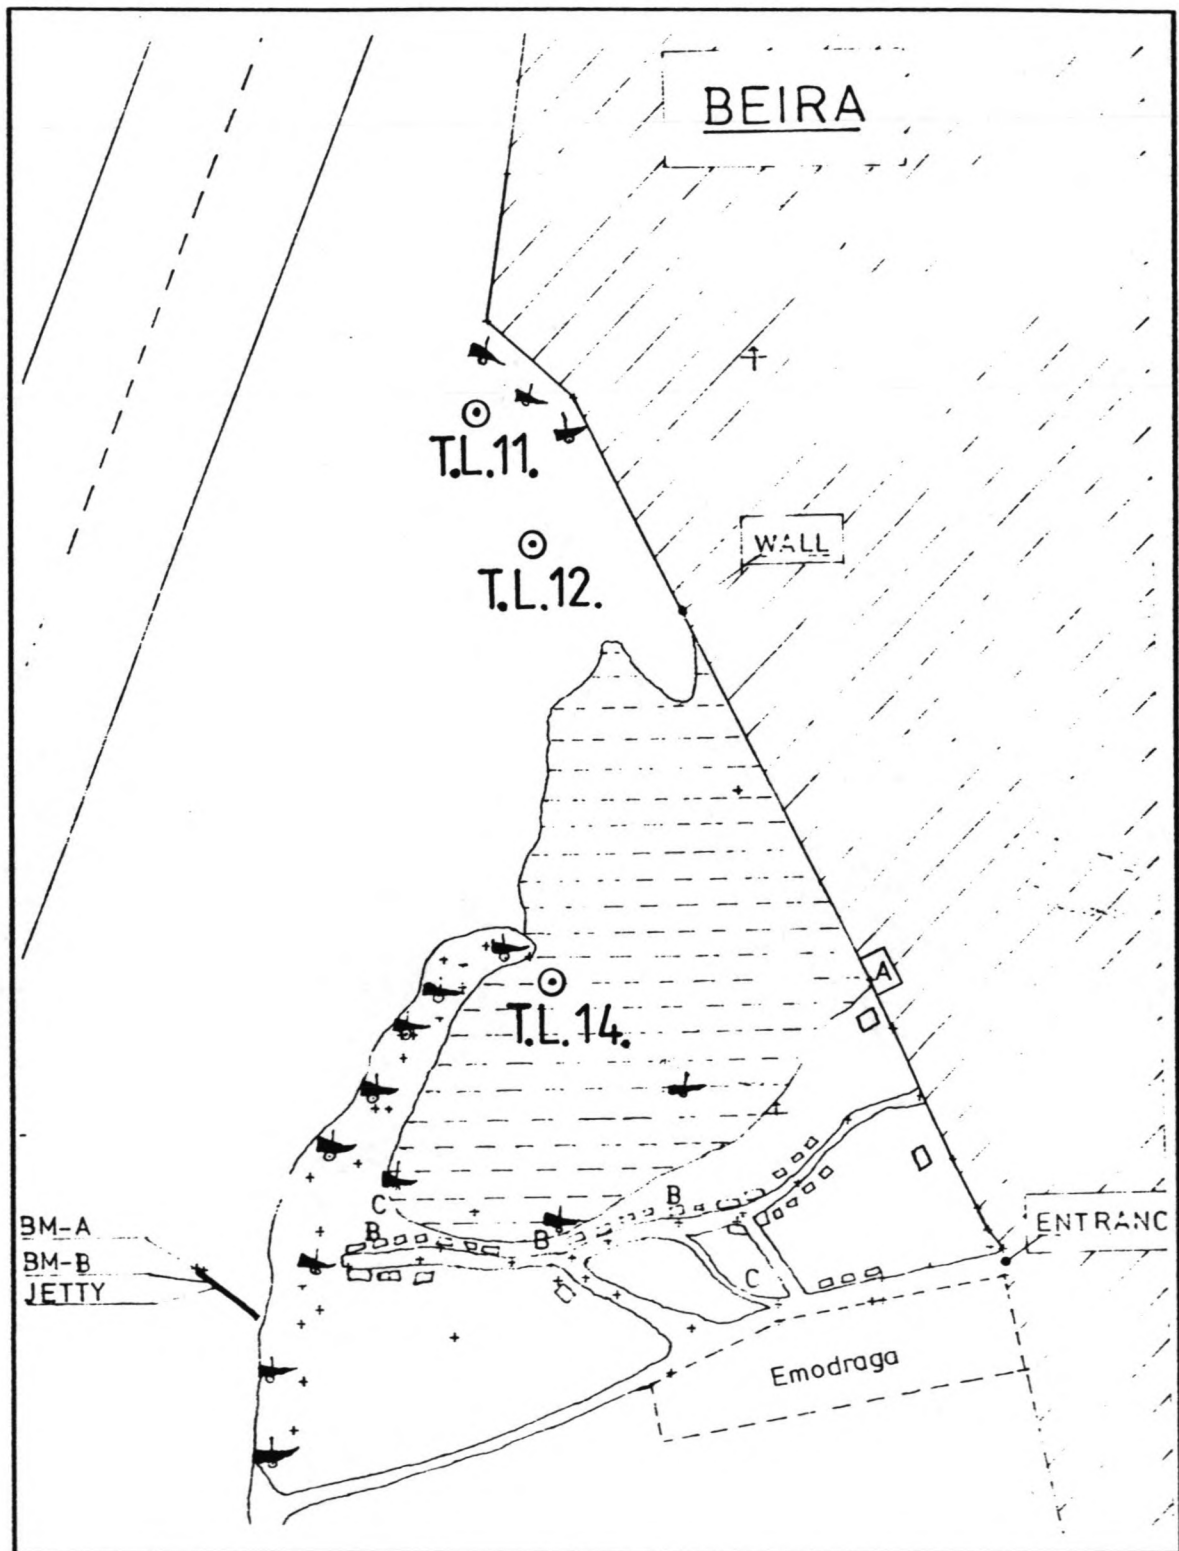 BEIRA
T.L.11.
WALL
T.L.12.
A
T.L.14.
C
B
B
B
BM-A
BM-B
JETTY
ENTRANC
C
Emodraga